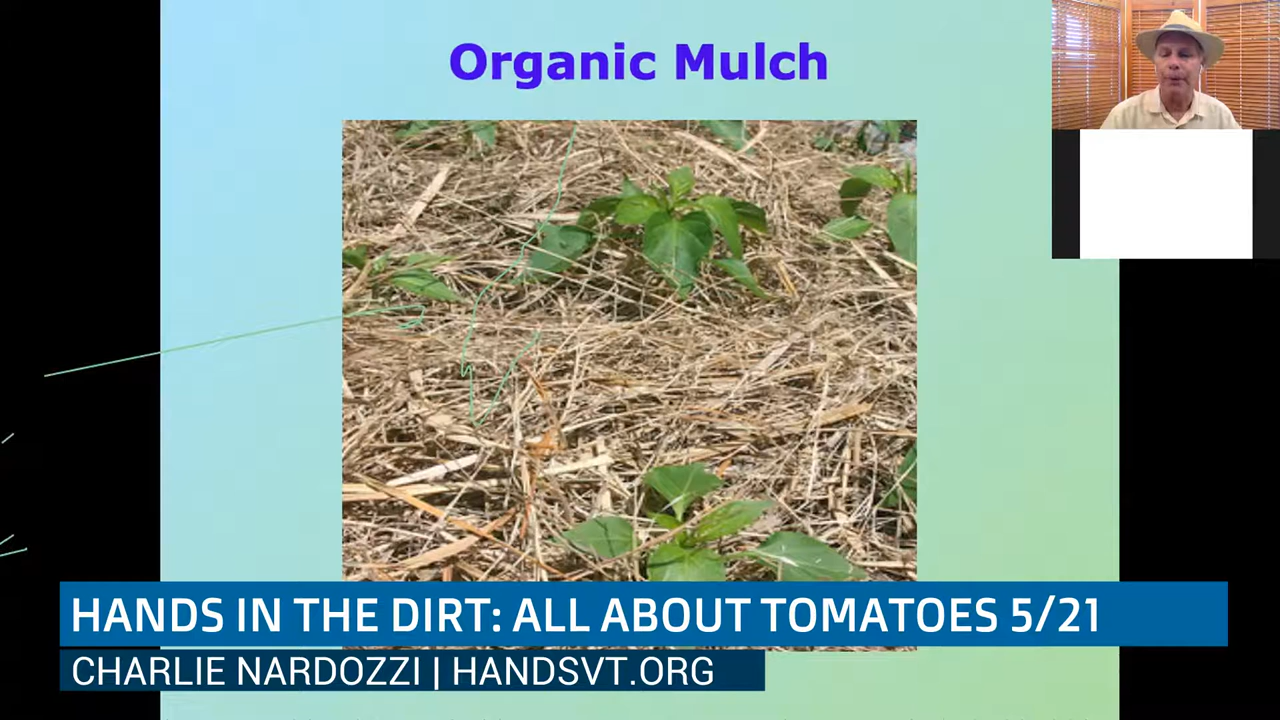 Organic Mulch
HANDS IN THE DIRT: ALL ABOUT TOMATOES 5/21
CHARLIE NARDOZZI | HANDSVT.ORG